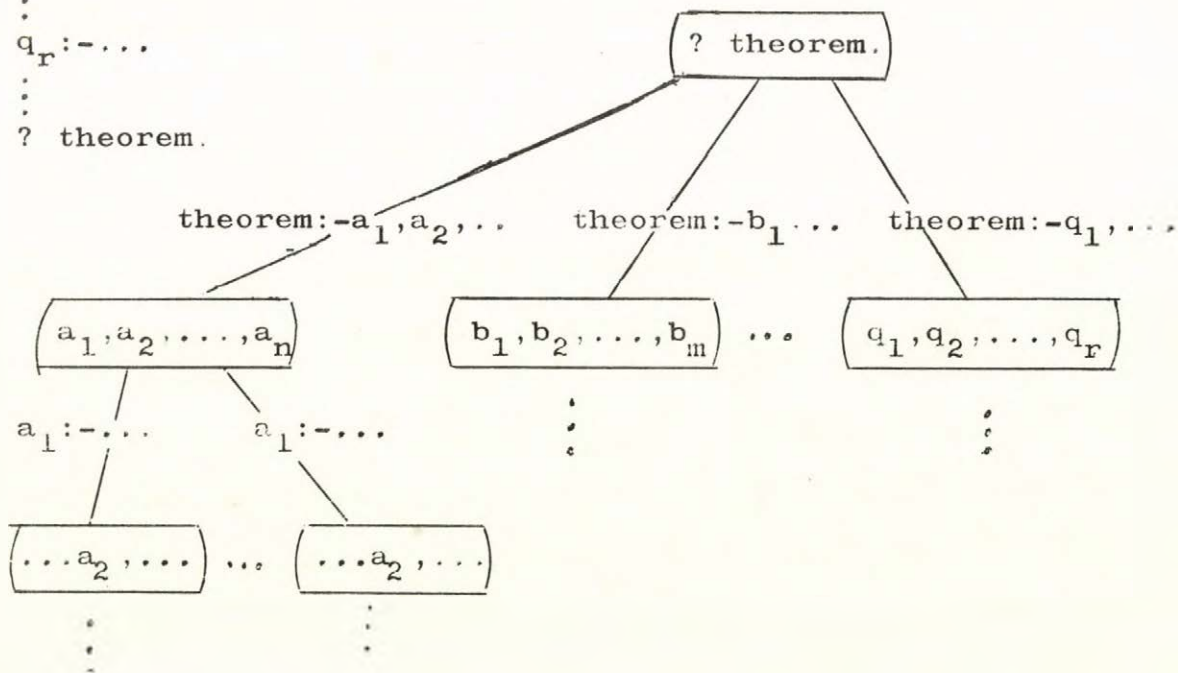 q_r:-...
? theorem.
? theorem.
theorem:-a_1,a_2,.. theorem:-b_1... theorem:-q_1,...
a_1,a_2,...,a_n b_1,b_2,...,b_m ... q_1,q_2,...,q_r
a_1:-... a_1:-...
...a_2,... ... ...a_2,...